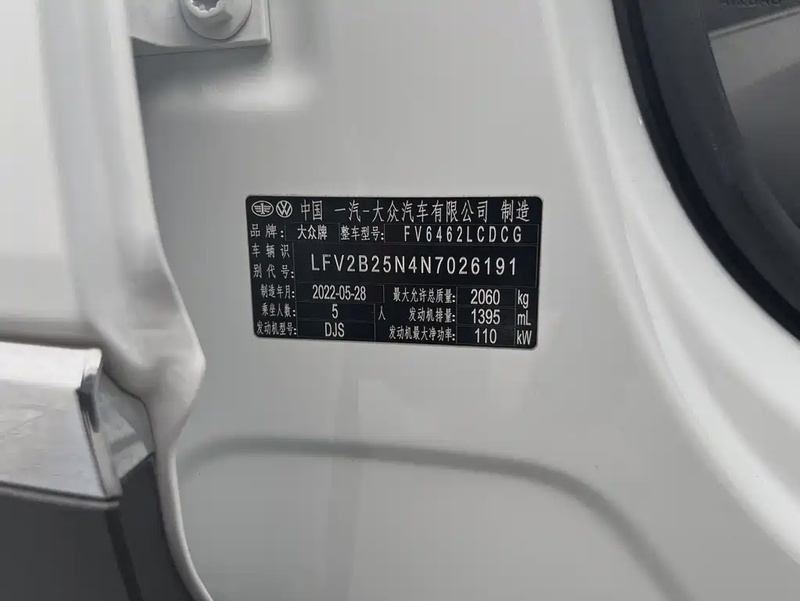 中国 一汽-大众汽车有限公司 制造
品牌: 大众牌 整车型号: FV6462LCDCG
车辆识别代号: LFV2B25N4N7026191
制造年月: 2022-05-28 最大允许总质量: 2060 kg
乘坐人数: 5 人 发动机排量: 1395 mL
发动机型号: DJS 发动机最大净功率: 110 kW